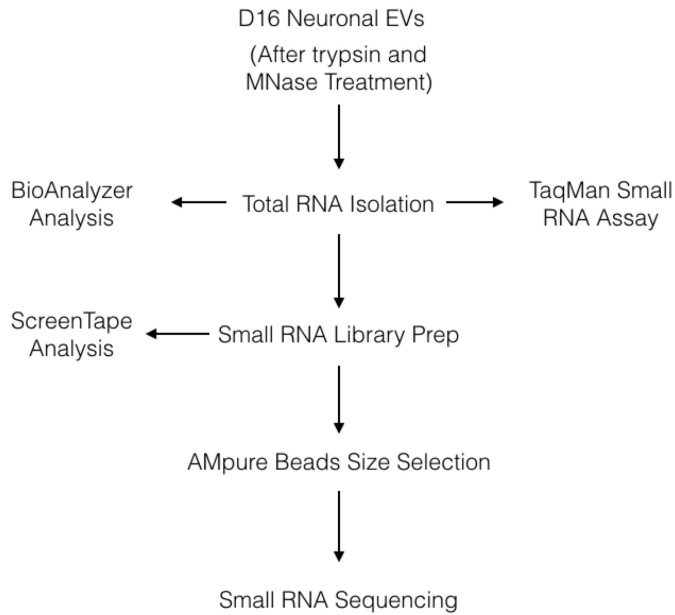 D16 Neuronal EVs
(After trypsin and
MNase Treatment)
BioAnalyzer
Analysis
Total RNA Isolation
TaqMan Small
RNA Assay
ScreenTape
Analysis
Small RNA Library Prep
AMpure Beads Size Selection
Small RNA Sequencing